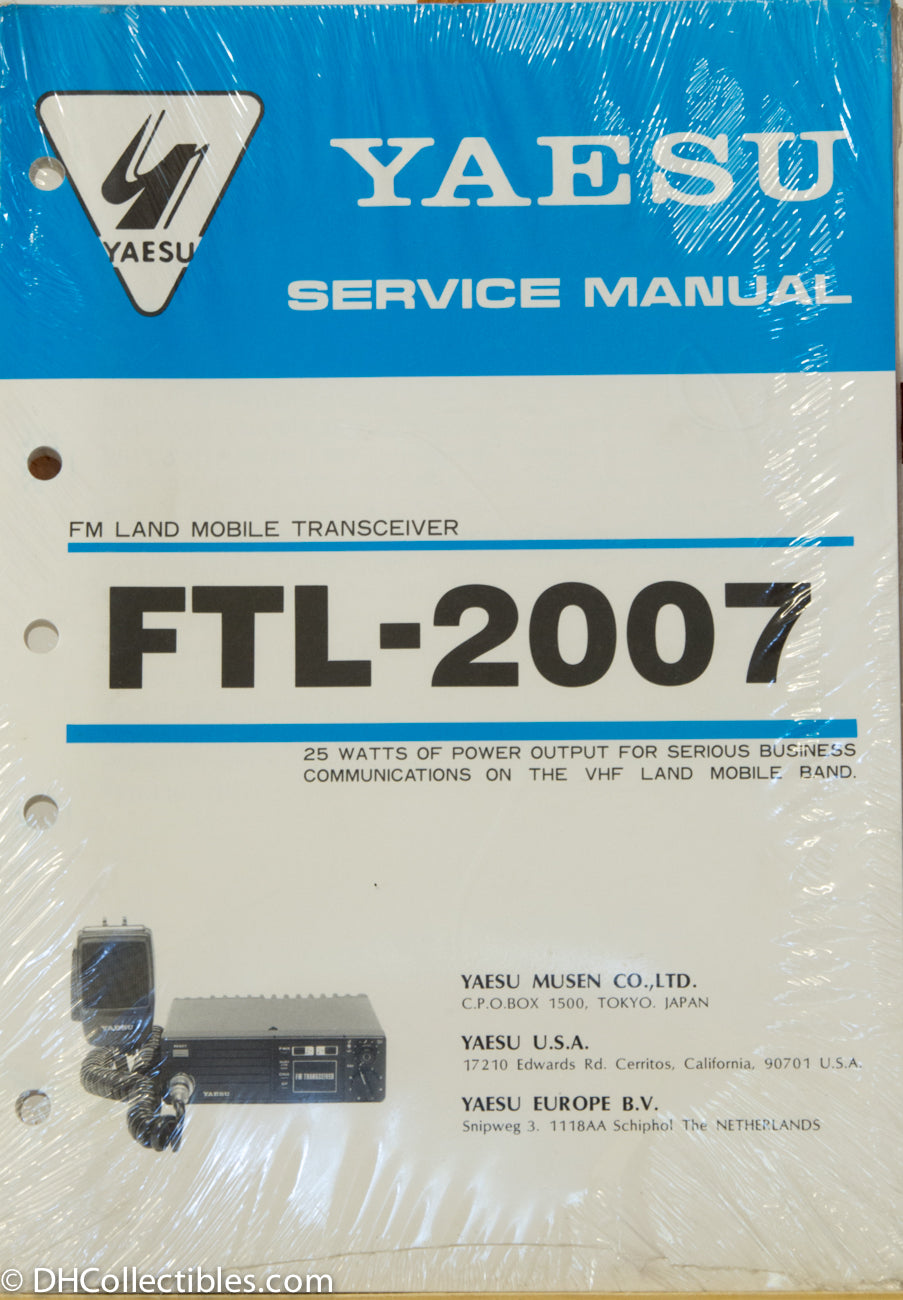 YAESU
YAESU
SERVICE MANUAL
FM LAND MOBILE TRANSCEIVER
FTL-2007
25 WATTS OF POWER OUTPUT FOR SERIOUS BUSINESS
COMMUNICATIONS ON THE VHF LAND MOBILE BAND.
YAESU
YAESU
FM TRANSCEIVER
YAESU MUSEN CO.,LTD.
C.P.O.BOX 1500, TOKYO. JAPAN
YAESU U.S.A.
17210 Edwards Rd. Cerritos, California, 90701 U.S.A.
YAESU EUROPE B.V.
Snipweg 3. 1118AA Schiphol The NETHERLANDS
© DHCollectibles.com